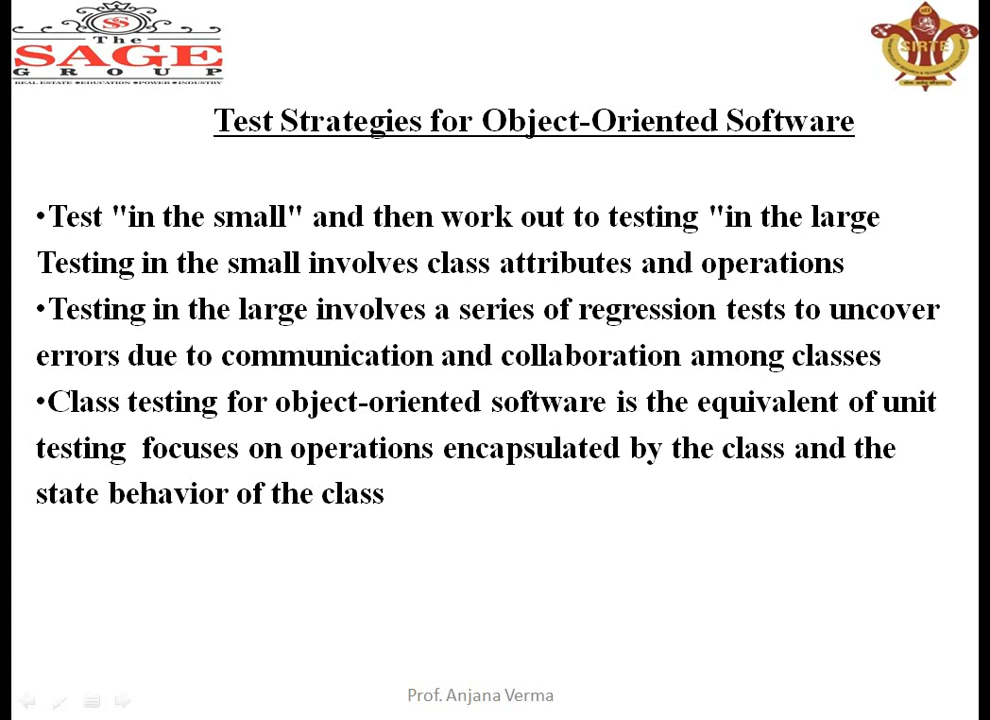 The
SAGE
GROUP
REAL ESTATE •EDUCATION •POWER •INDUSTRY
SIRTE
Test Strategies for Object-Oriented Software
•Test "in the small" and then work out to testing "in the large
Testing in the small involves class attributes and operations
•Testing in the large involves a series of regression tests to uncover
errors due to communication and collaboration among classes
•Class testing for object-oriented software is the equivalent of unit
testing  focuses on operations encapsulated by the class and the
state behavior of the class
Prof. Anjana Verma